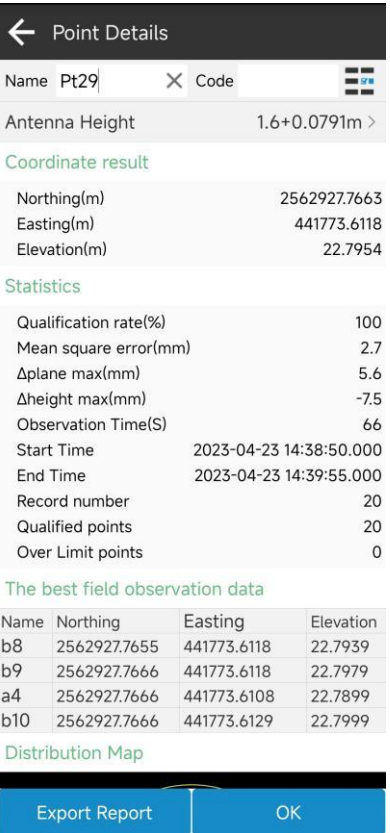 Point Details
Name Pt29 Code
Antenna Height 1.6+0.0791m >
Coordinate result
Northing(m) 2562927.7663
Easting(m) 441773.6118
Elevation(m) 22.7954
Statistics
Qualification rate(%) 100
Mean square error(mm) 2.7
Δplane max(mm) 5.6
Δheight max(mm) -7.5
Observation Time(S) 66
Start Time 2023-04-23 14:38:50.000
End Time 2023-04-23 14:39:55.000
Record number 20
Qualified points 20
Over Limit points 0
The best field observation data
Name Northing Easting Elevation
b8 2562927.7655 441773.6118 22.7939
b9 2562927.7666 441773.6118 22.7979
a4 2562927.7666 441773.6108 22.7899
b10 2562927.7666 441773.6129 22.7999
Distribution Map
Export Report OK